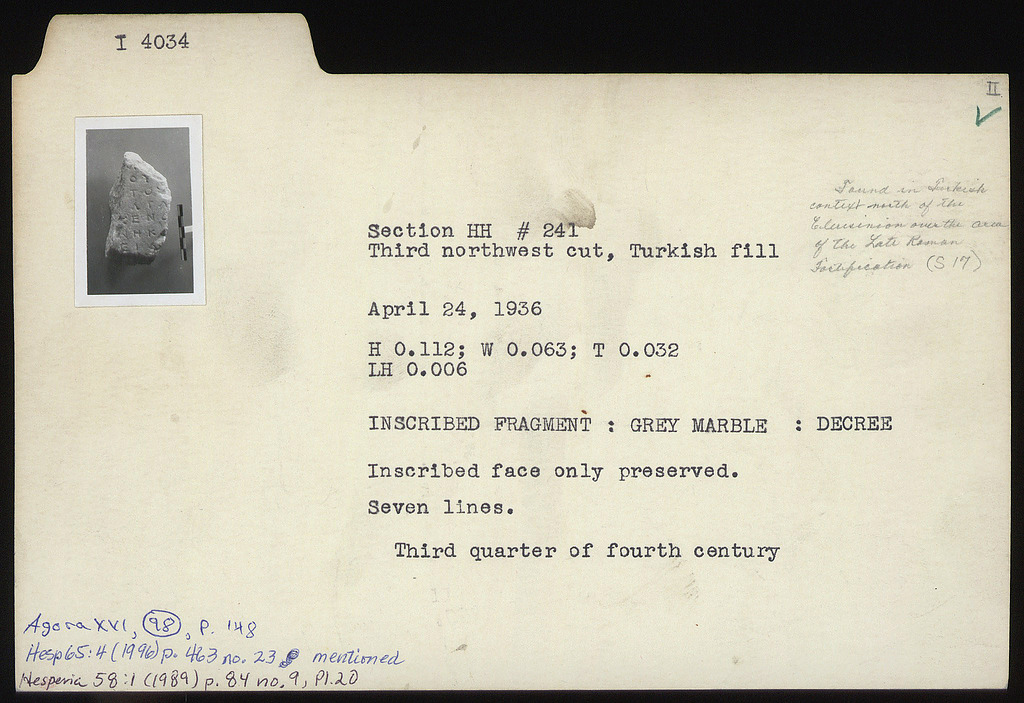 I 4034
II
Found in Turkish
context north of the
Eleusinion over the area
of the Late Roman
Fortification (S 17)
Section HH # 241
Third northwest cut, Turkish fill
April 24, 1936
H 0.112; W 0.063; T 0.032
LH 0.006
INSCRIBED FRAGMENT : GREY MARBLE : DECREE
Inscribed face only preserved.
Seven lines.
Third quarter of fourth century
Agora XVI, 98, p. 148
Hesp 65:4 (1996) p. 463 no. 23 mentioned
Hesperia 58:1 (1989) p. 84 no. 9, Pl. 20